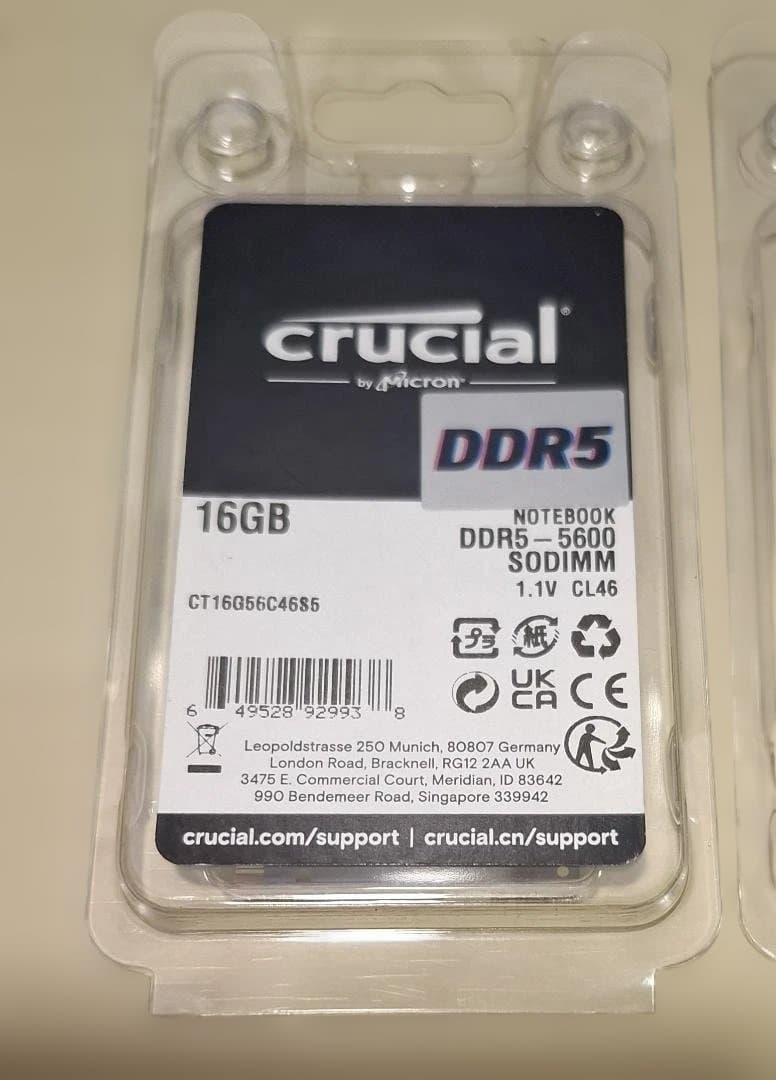 crucial®
by Micron®
DDR5
16GB
NOTEBOOK
DDR5-5600
SODIMM
1.1V CL46
CT16G56C46S5
プラ
紙
UK
CA
CE
6 49528 92993 8
Leopoldstrasse 250 Munich, 80807 Germany
London Road, Bracknell, RG12 2AA UK
3475 E. Commercial Court, Meridian, ID 83642
990 Bendemeer Road, Singapore 339942
crucial.com/support | crucial.cn/support